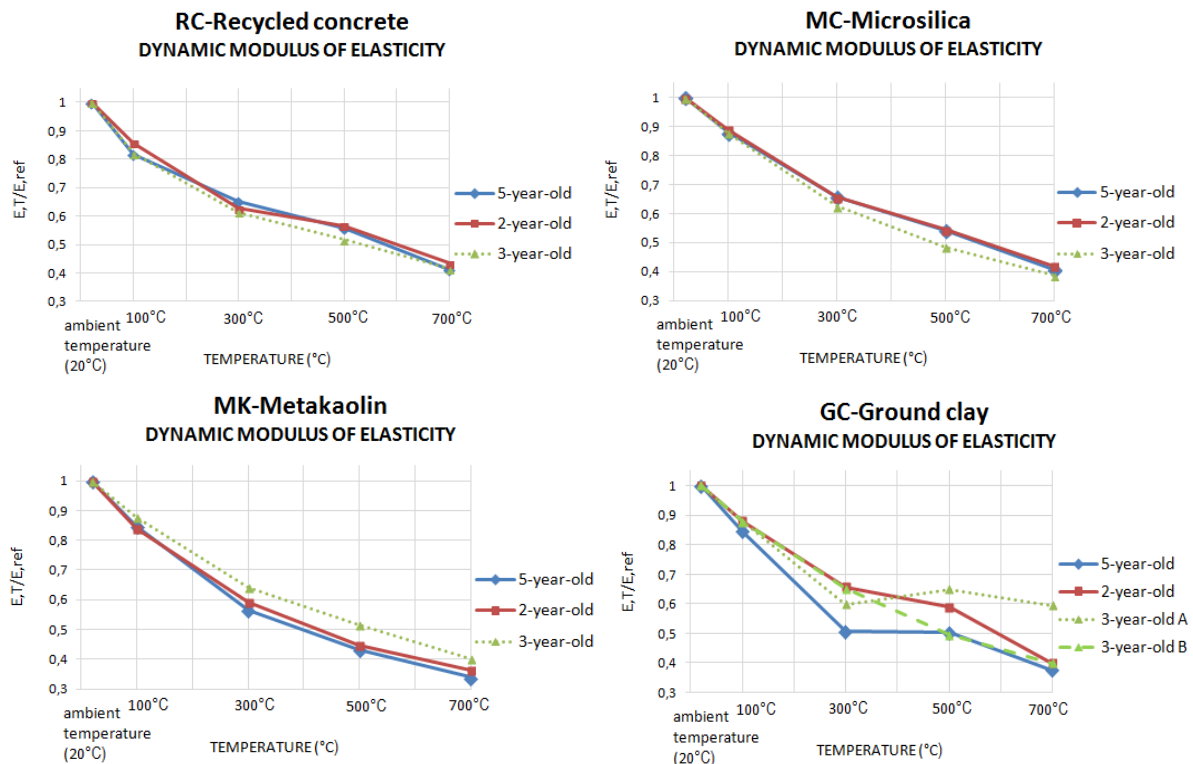 RC-Recycled concrete
DYNAMIC MODULUS OF ELASTICITY
E,T/E,ref
1
0,9
0,8
0,7
0,6
0,5
0,4
0,3
ambient
temperature
(20°C)
100°C
300°C
500°C
700°C
TEMPERATURE (°C)
5-year-old
2-year-old
3-year-old
MC-Microsilica
DYNAMIC MODULUS OF ELASTICITY
E,T/E,ref
1
0,9
0,8
0,7
0,6
0,5
0,4
0,3
ambient
temperature
(20°C)
100°C
300°C
500°C
700°C
TEMPERATURE (°C)
5-year-old
2-year-old
3-year-old
MK-Metakaolin
DYNAMIC MODULUS OF ELASTICITY
E,T/E,ref
1
0,9
0,8
0,7
0,6
0,5
0,4
0,3
ambient
temperature
(20°C)
100°C
300°C
500°C
700°C
TEMPERATURE (°C)
5-year-old
2-year-old
3-year-old
GC-Ground clay
DYNAMIC MODULUS OF ELASTICITY
E,T/E,ref
1
0,9
0,8
0,7
0,6
0,5
0,4
0,3
ambient
temperature
(20°C)
100°C
300°C
500°C
700°C
TEMPERATURE (°C)
5-year-old
2-year-old
3-year-old A
3-year-old B